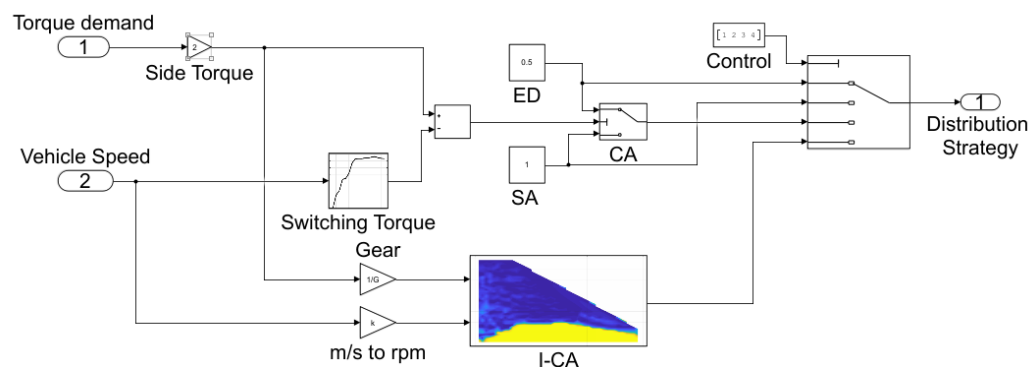 Torque demand
1
2
Side Torque
Vehicle Speed
2
+
-
Switching Torque
Gear
1/G
k
m/s to rpm
I-CA
0.5
ED
1
SA
CA
[1 2 3 4]
Control
1
Distribution
Strategy